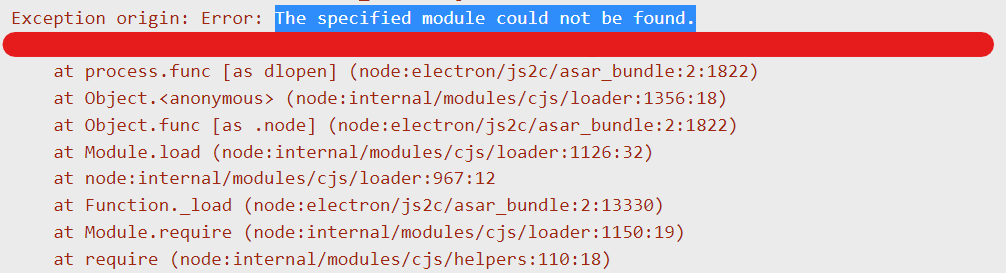 Exception origin: Error: The specified module could not be found.
at process.func [as dlopen] (node:electron/js2c/asar_bundle:2:1822)
at Object.<anonymous> (node:internal/modules/cjs/loader:1356:18)
at Object.func [as .node] (node:electron/js2c/asar_bundle:2:1822)
at Module.load (node:internal/modules/cjs/loader:1126:32)
at node:internal/modules/cjs/loader:967:12
at Function._load (node:electron/js2c/asar_bundle:2:13330)
at Module.require (node:internal/modules/cjs/loader:1150:19)
at require (node:internal/modules/cjs/helpers:110:18)